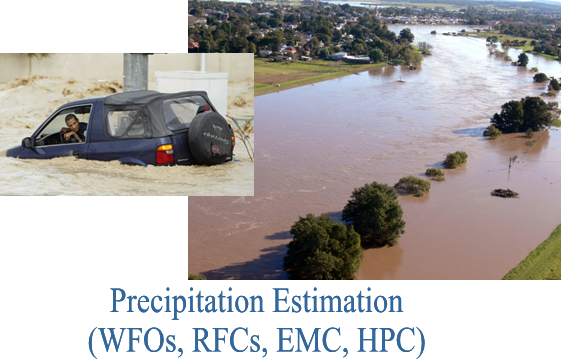 Precipitation Estimation
(WFOs, RFCs, EMC, HPC)